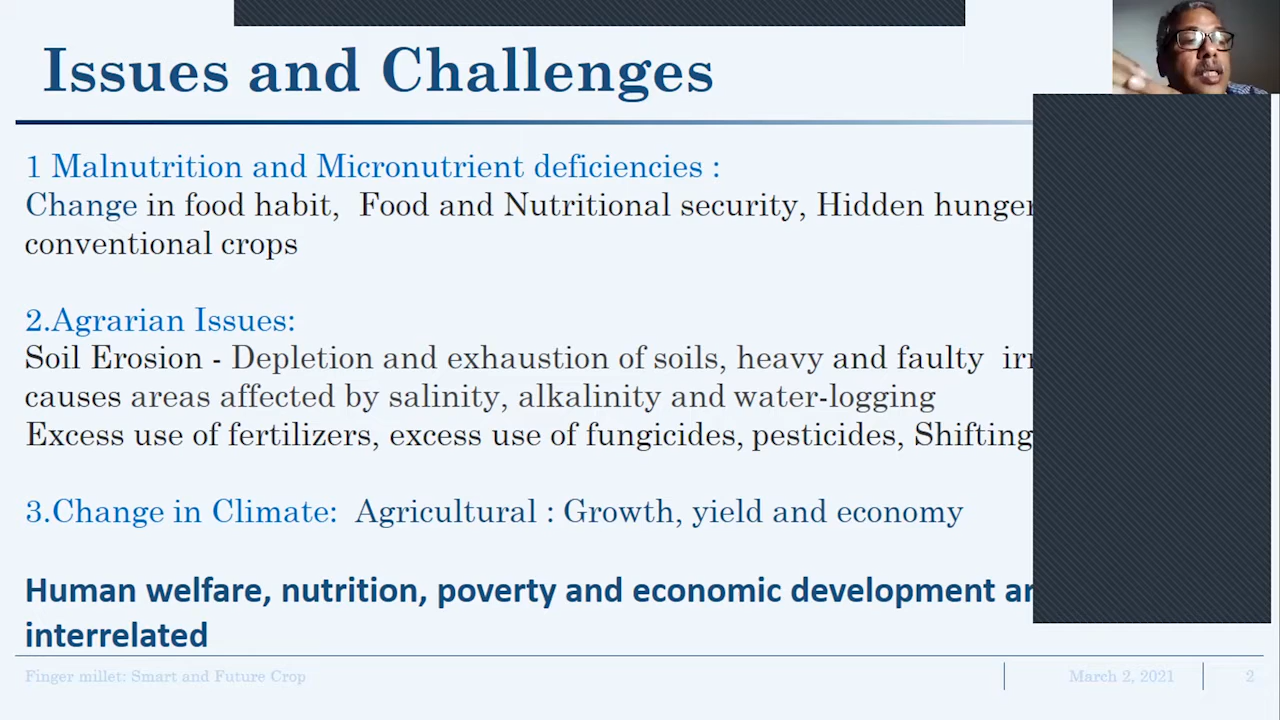 Issues and Challenges
1 Malnutrition and Micronutrient deficiencies :
Change in food habit, Food and Nutritional security, Hidden hunger
conventional crops
2.Agrarian Issues:
Soil Erosion - Depletion and exhaustion of soils, heavy and faulty
causes areas affected by salinity, alkalinity and water-logging
Excess use of fertilizers, excess use of fungicides, pesticides, Shifting
3.Change in Climate: Agricultural : Growth, yield and economy
Human welfare, nutrition, poverty and economic development
interrelated
Finger millet: Smart and Future Crop
March 2, 2021
2